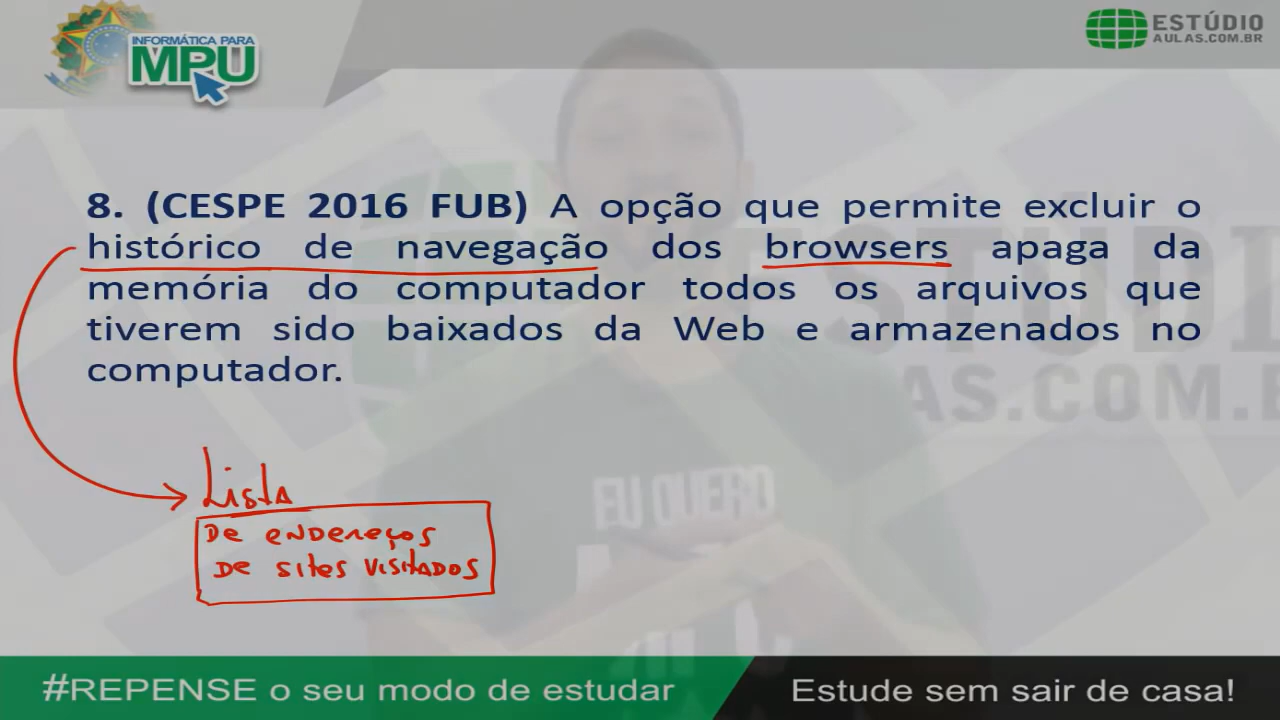 INFORMÁTICA PARA
MPU
ESTÚDIO
AULAS.COM.BR
8. (CESPE 2016 FUB) A opção que permite excluir o
histórico de navegação dos browsers apaga da
memória do computador todos os arquivos que
tiverem sido baixados da Web e armazenados no
computador.
EU QUERO
Lista
De endereços
De sites visitados
#REPENSE o seu modo de estudar
Estude sem sair de casa!